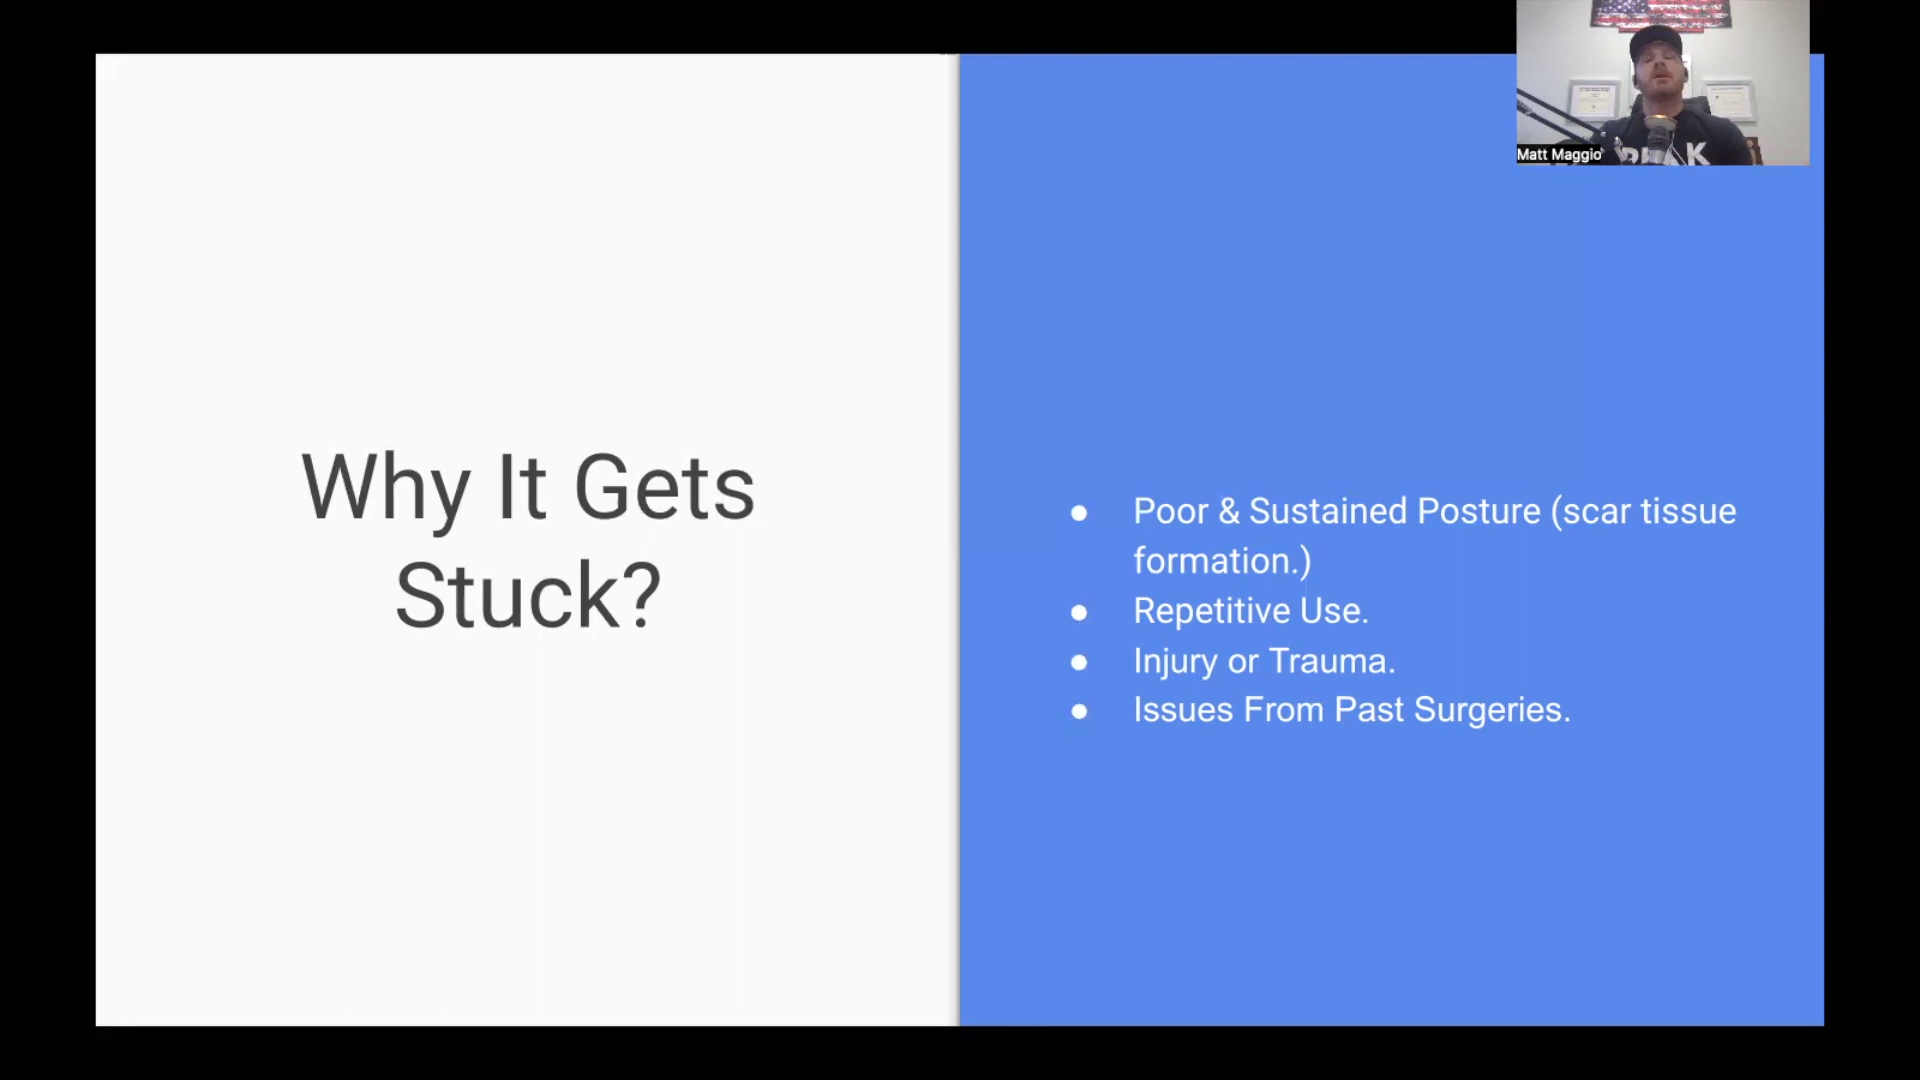 Why It Gets
Stuck?
● Poor & Sustained Posture (scar tissue
formation.)
● Repetitive Use.
● Injury or Trauma.
● Issues From Past Surgeries.
Matt Maggio